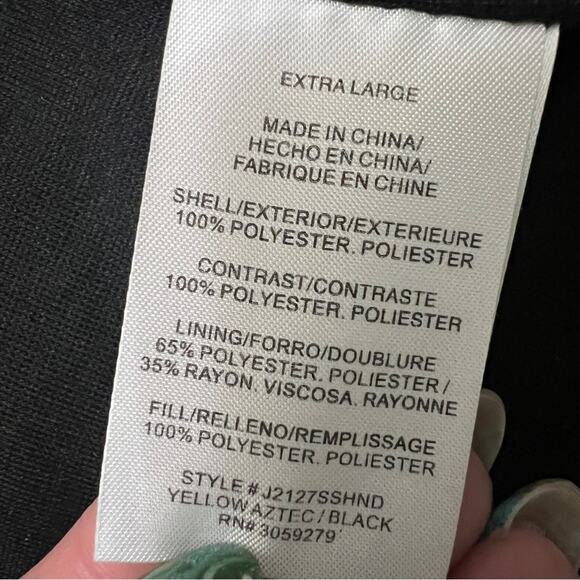 EXTRA LARGE
MADE IN CHINA/
HECHO EN CHINA/
FABRIQUE EN CHINE
SHELL/EXTERIOR/EXTERIEURE
100% POLYESTER. POLIESTER
CONTRAST/CONTRASTE
100% POLYESTER. POLIESTER
LINING/FORRO/DOUBLURE
65% POLYESTER. POLIESTER /
35% RAYON. VISCOSA. RAYONNE
FILL/RELLENO/REMPLISSAGE
100% POLYESTER. POLIESTER
STYLE # J2127SSHND
YELLOW AZTEC / BLACK
RN# 3059279